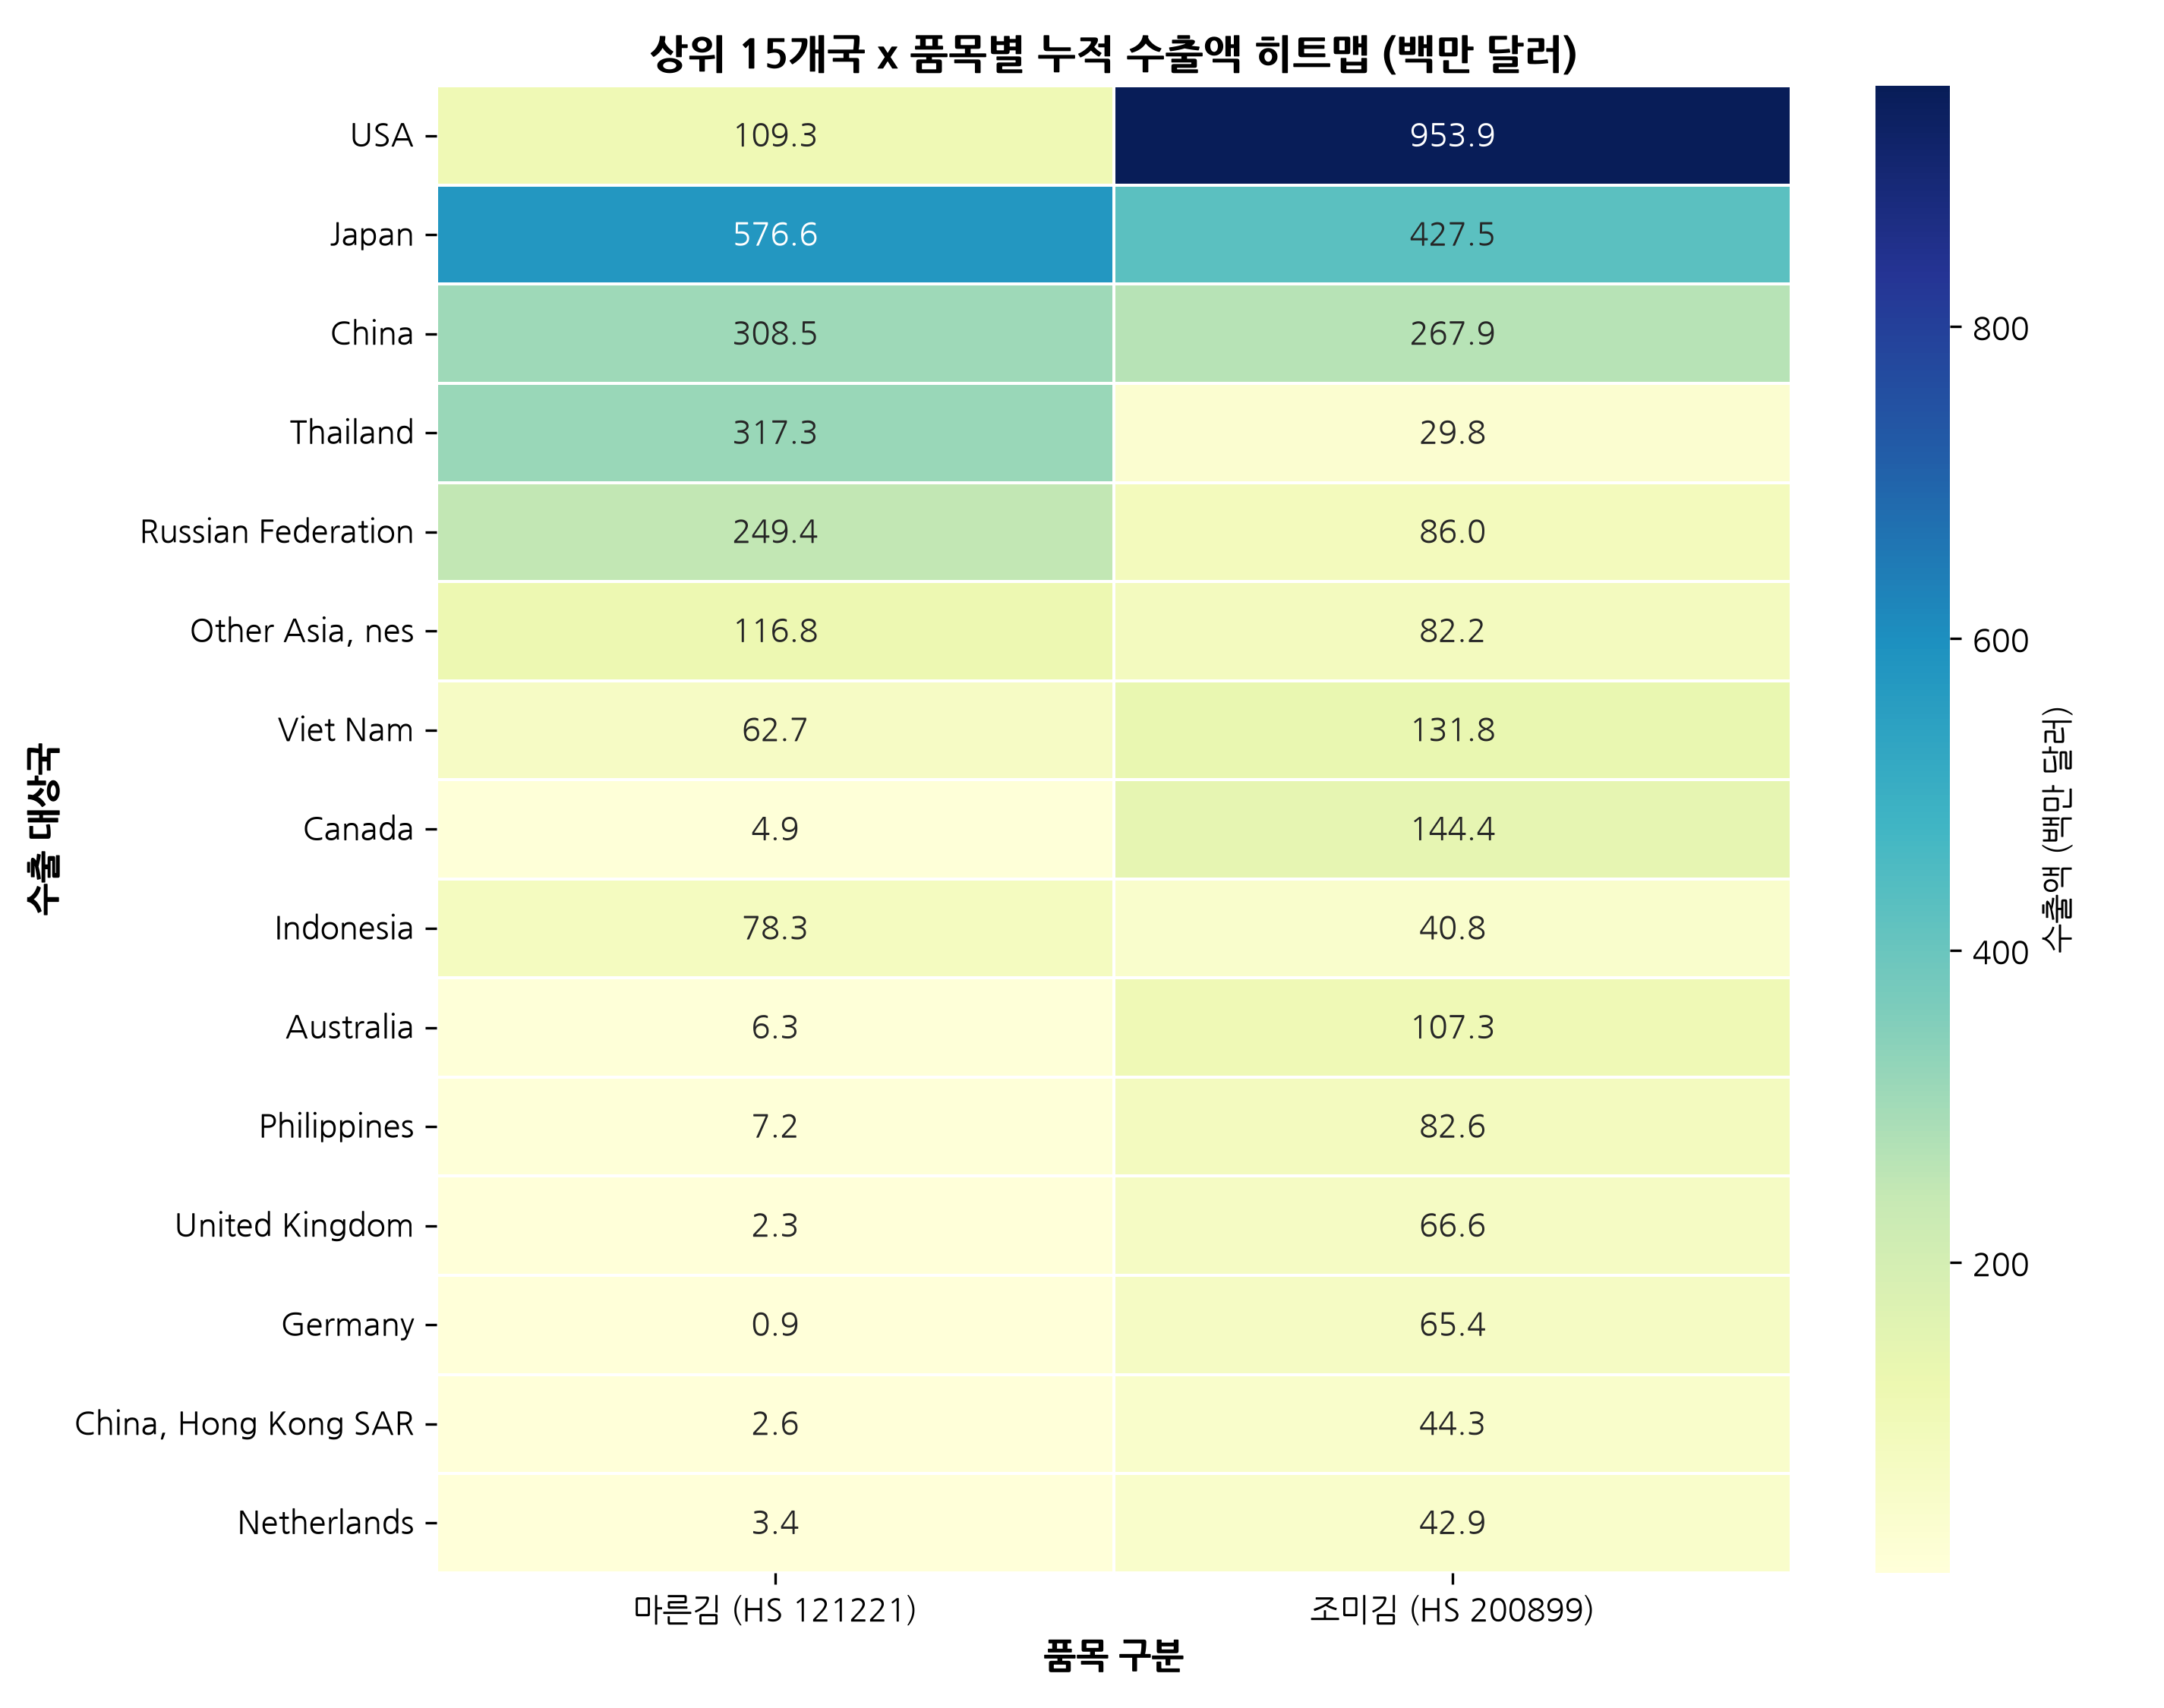 상위 15개국 x 품목별 누적 수출액 히트맵 (백만 달러)
수출 대상국
USA 109.3 953.9
Japan 576.6 427.5
China 308.5 267.9
Thailand 317.3 29.8
Russian Federation 249.4 86.0
Other Asia, nes 116.8 82.2
Viet Nam 62.7 131.8
Canada 4.9 144.4
Indonesia 78.3 40.8
Australia 6.3 107.3
Philippines 7.2 82.6
United Kingdom 2.3 66.6
Germany 0.9 65.4
China, Hong Kong SAR 2.6 44.3
Netherlands 3.4 42.9
마른김 (HS 121221) 조미김 (HS 200899)
품목 구분
800
600
400
200
수출액 (백만 달러)